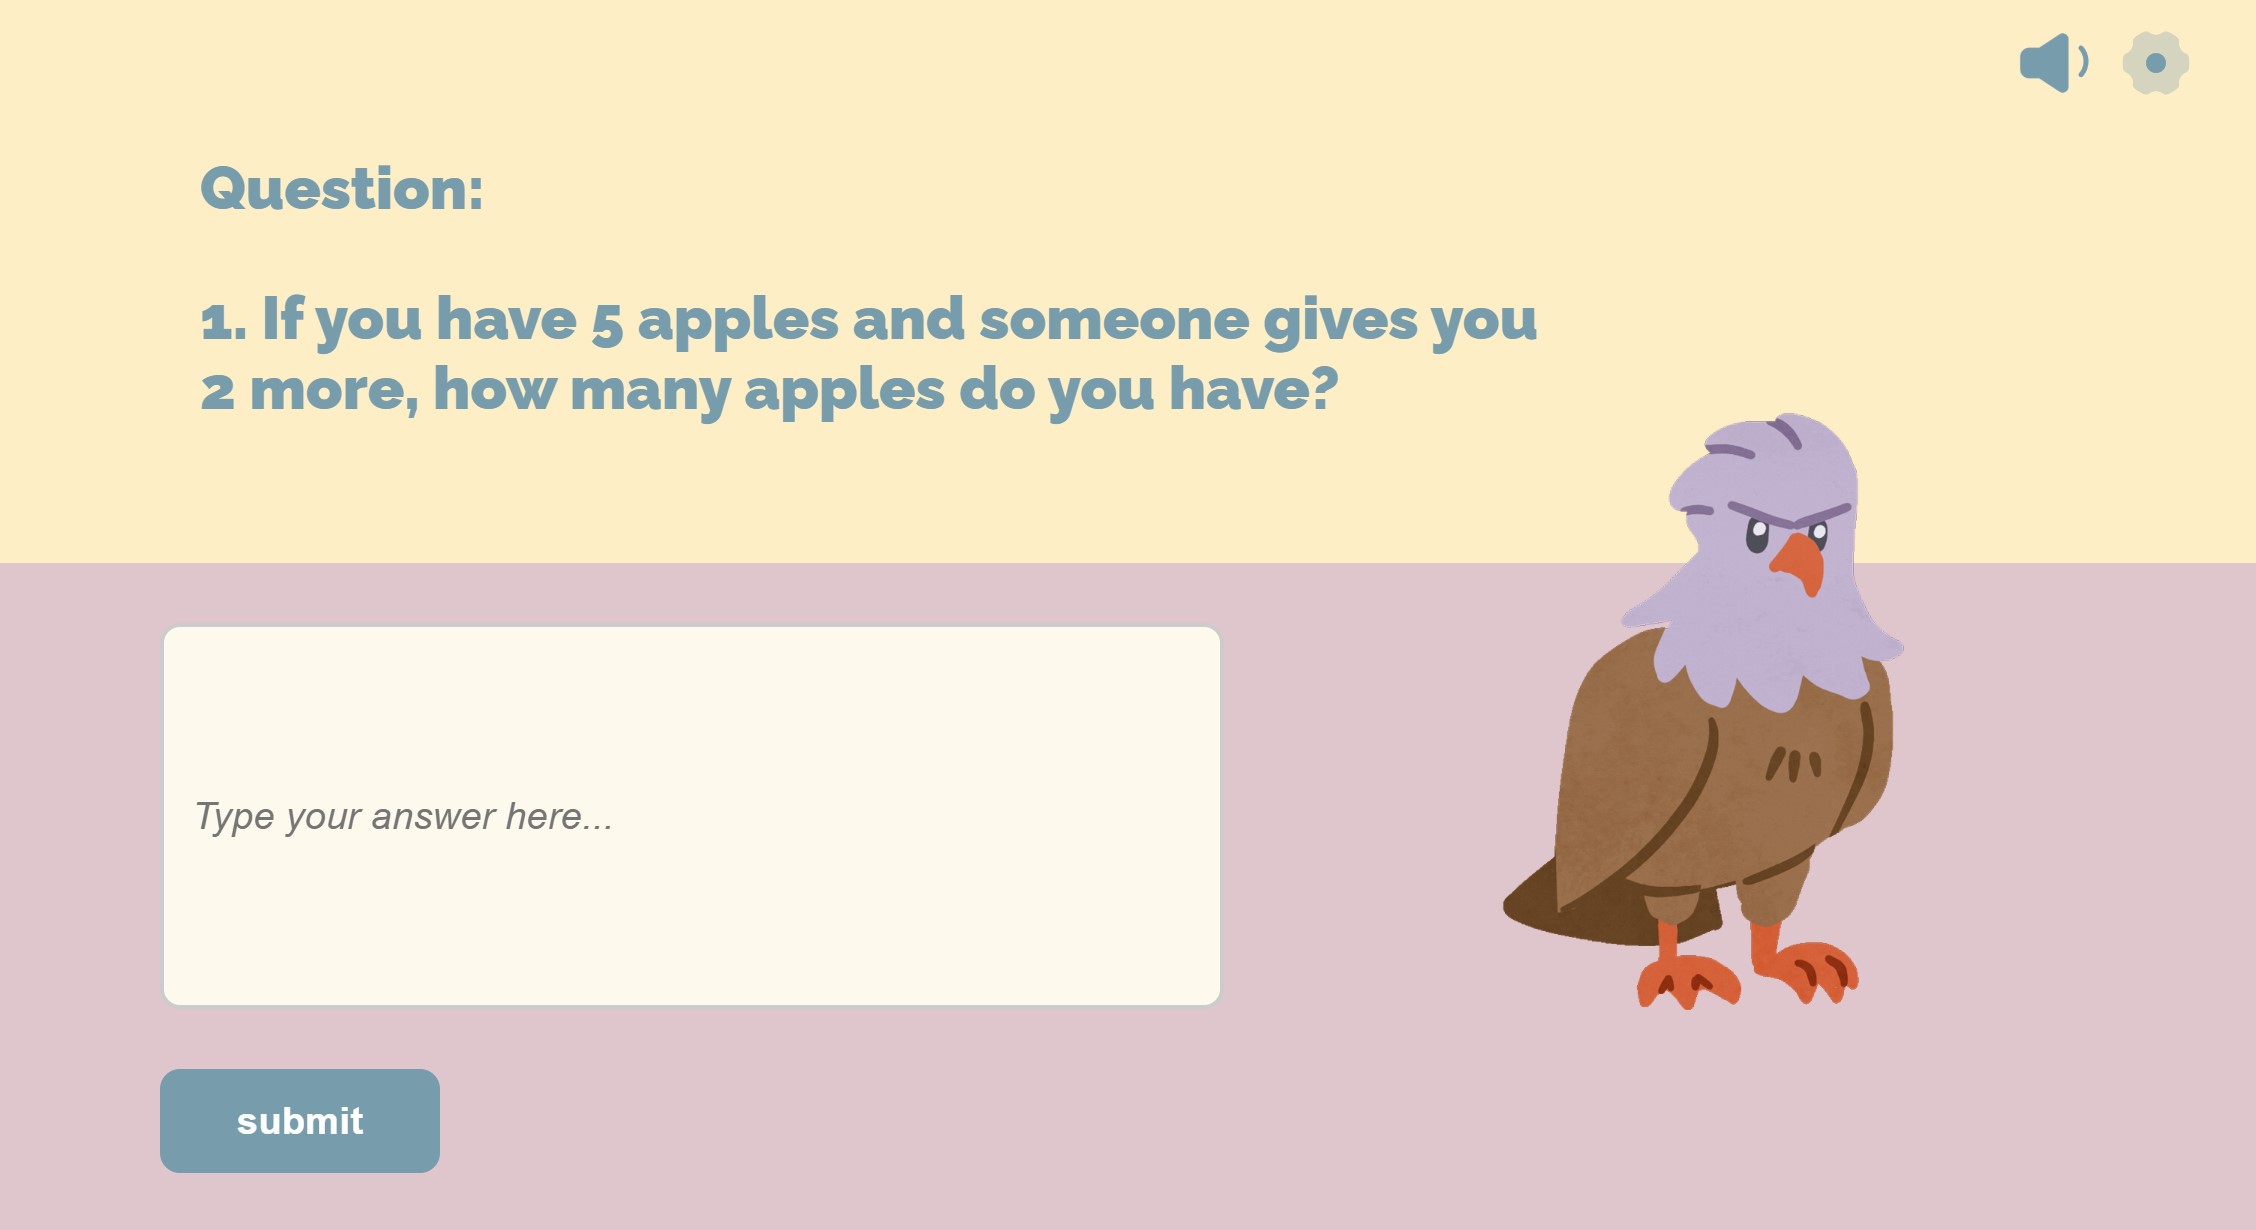 Question:
1. If you have 5 apples and someone gives you
2 more, how many apples do you have?
Type your answer here...
submit